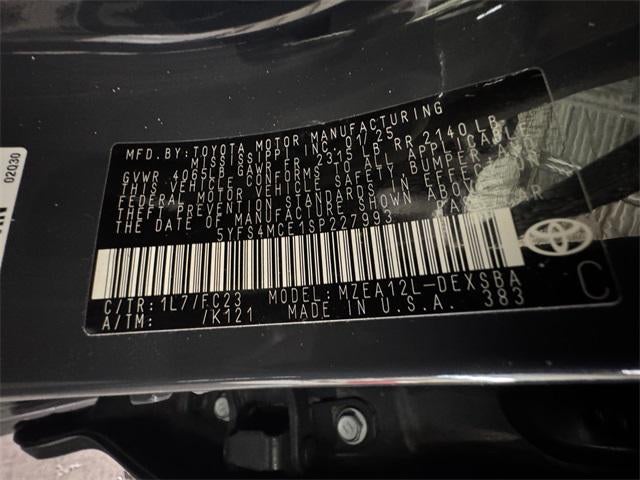 MFD.BY: TOYOTA MOTOR MANUFACTURING
MISSISSIPPI, INC. 01/25
GVWR 4065LB GAWR FR 2315 LB RR 2140 LB
THIS VEHICLE CONFORMS TO ALL APPLICABLE
FEDERAL MOTOR VEHICLE SAFETY, BUMPER, AND
THEFT PREVENTION STANDARDS IN EFFECT ON
THE DATE OF MANUFACTURE SHOWN ABOVE.
5YFS4MCE1SP227993 PASS. CAR
C/TR: 1L7/FC23 MODEL: MZEA12L-DEXSBA
A/TM: /K121 MADE IN U.S.A. 383
C
02030